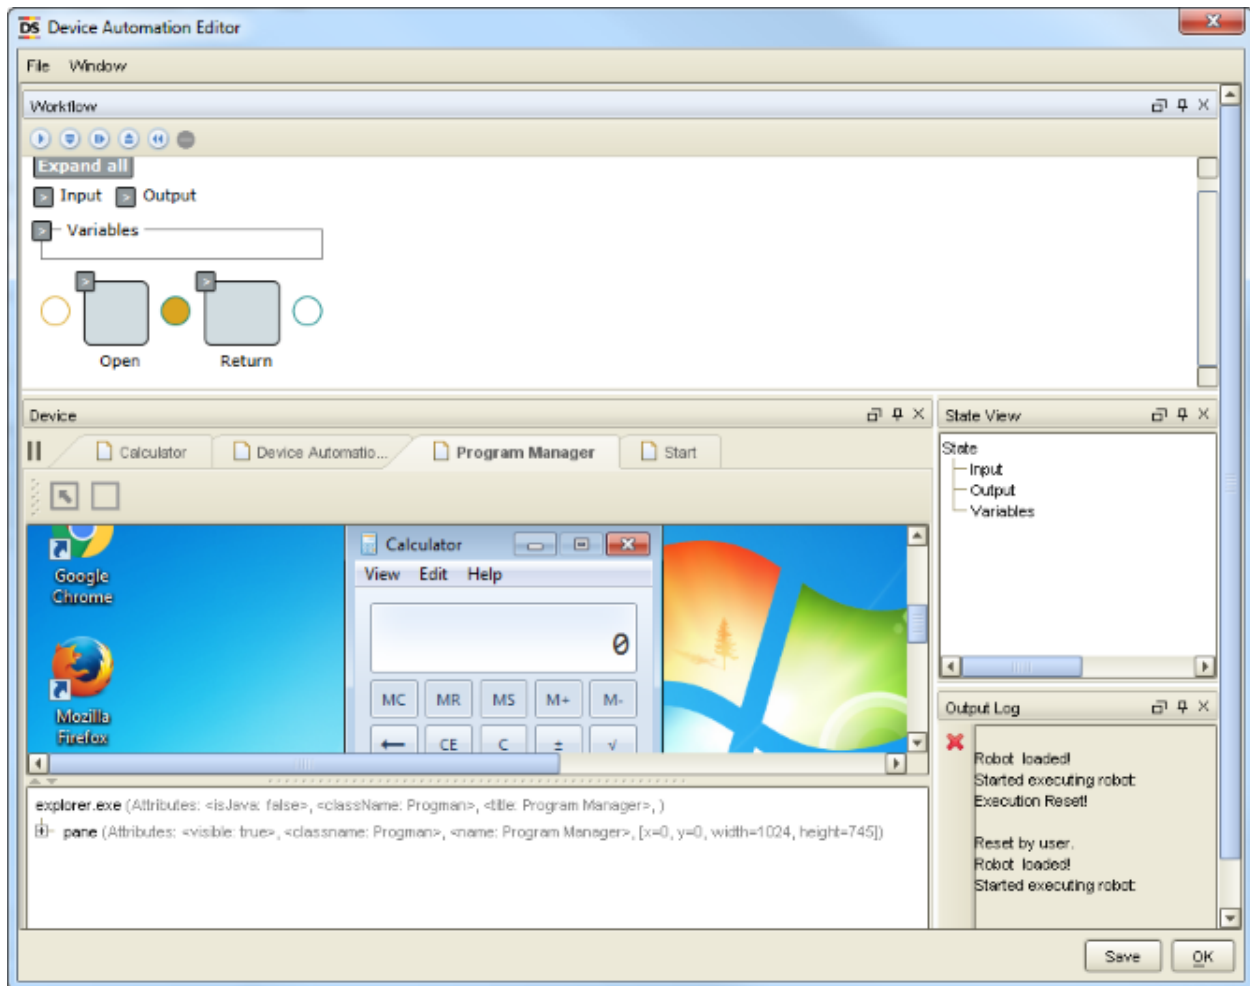 DS Device Automation Editor
File Window
Workflow
Expand all
> Input > Output
> Variables
> >
Open Return
Device
Calculator Device Automatio... Program Manager Start
Google
Chrome
Mozilla
Firefox
Calculator
View Edit Help
0
MC MR MS M+ M-
← CE C ± √
explorer.exe (Attributes: <isJava: false>, <className: Progman>, <title: Program Manager>, )
pane (Attributes: <visible: true>, <classname: Progman>, <name: Program Manager>, [x=0, y=0, width=1024, height=745])
State View
State
Input
Output
Variables
Output Log
Robot loaded!
Started executing robot:
Execution Reset!
Reset by user.
Robot loaded!
Started executing robot:
Save OK